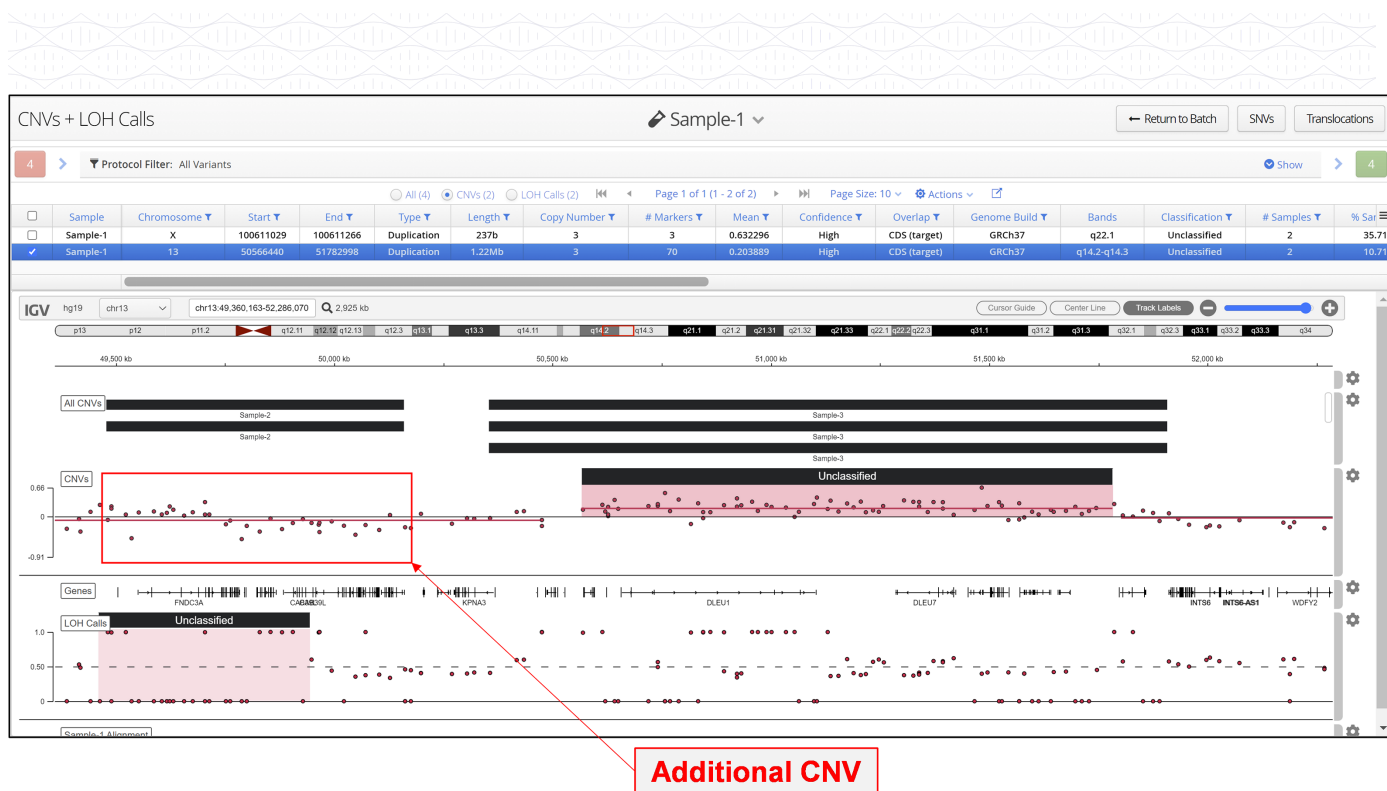 CNVs + LOH Calls
Sample-1
← Return to Batch
SNVs
Translocations
4
Protocol Filter: All Variants
Show
4
All (4) CNVs (2) LOH Calls (2) Page 1 of 1 (1 - 2 of 2) Page Size: 10 Actions
Sample Chromosome Start End Type Length Copy Number # Markers Mean Confidence Overlap Genome Build Bands Classification # Samples % Sar
Sample-1 X 100611029 100611266 Duplication 237b 3 3 0.632296 High CDS (target) GRCh37 q22.1 Unclassified 2 35.71
Sample-1 13 50566440 51782998 Duplication 1.22Mb 3 70 0.203889 High CDS (target) GRCh37 q14.2-q14.3 Unclassified 2 10.71
IGV hg19 chr13 chr13:49,360,163-52,286,070 2,925 kb Cursor Guide Center Line Track Labels
p13 p12 p11.2 q12.11 q12.12 q12.13 q12.3 q13.1 q13.3 q14.11 q14.2 q14.3 q21.1 q21.2 q21.31 q21.32 q21.33 q22.1 q22.2 q22.3 q31.1 q31.2 q31.3 q32.1 q32.3 q33.1 q33.2 q33.3 q34
49,500 kb 50,000 kb 50,500 kb 51,000 kb 51,500 kb 52,000 kb
All CNVs
Sample-2 Sample-3
Sample-2 Sample-3
Sample-3
CNVs
Unclassified
0.66
0
-0.91
Genes
FNDC3A KPNA3 DLEU1 DLEU7 INTS6 INTS6-AS1 WDFY2
LOH Calls
Unclassified
1.0
0.50
0
Sample-1 Alignment
Additional CNV